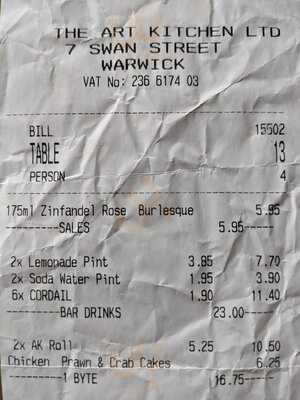 THE ART KITCHEN LTD
7 SWAN STREET
WARWICK
VAT No: 236 6174 03
BILL 15502
TABLE 13
PERSON 4
175ml Zinfandel Rose Burlesque 5.95
---------SALES 5.95-----
2x Lemonade Pint 3.85 7.70
2x Soda Water Pint 1.95 3.90
6x CORDAIL 1.90 11.40
---------BAR DRINKS 23.00-----
2x AK Roll 5.25 10.50
Chicken Prawn & Crab Cakes 6.25
---------1 BYTE 16.75-----